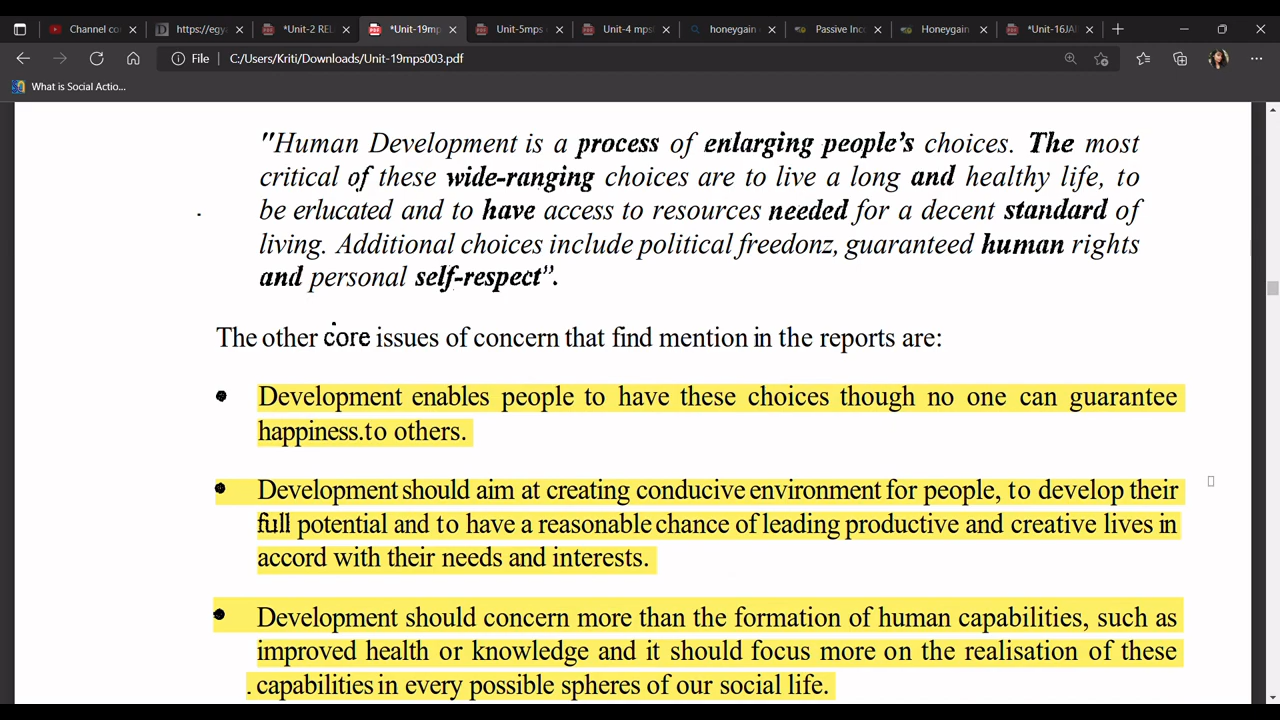 Channel co
https://egy
*Unit-2 REL
*Unit-19mp
Unit-5mps
Unit-4 mps
honeygain
Passive Inc
Honeygain
*Unit-16JA
File C:/Users/Kriti/Downloads/Unit-19mps003.pdf
What is Social Actio...
"Human Development is a process of enlarging people's choices. The most
critical of these wide-ranging choices are to live a long and healthy life, to
be erlucated and to have access to resources needed for a decent standard of
living. Additional choices include political freedonz, guaranteed human rights
and personal self-respect".
The other core issues of concern that find mention in the reports are:
• Development enables people to have these choices though no one can guarantee
happiness.to others.
• Development should aim at creating conducive environment for people, to develop their
full potential and to have a reasonable chance of leading productive and creative lives in
accord with their needs and interests.
• Development should concern more than the formation of human capabilities, such as
improved health or knowledge and it should focus more on the realisation of these
. capabilities in every possible spheres of our social life.